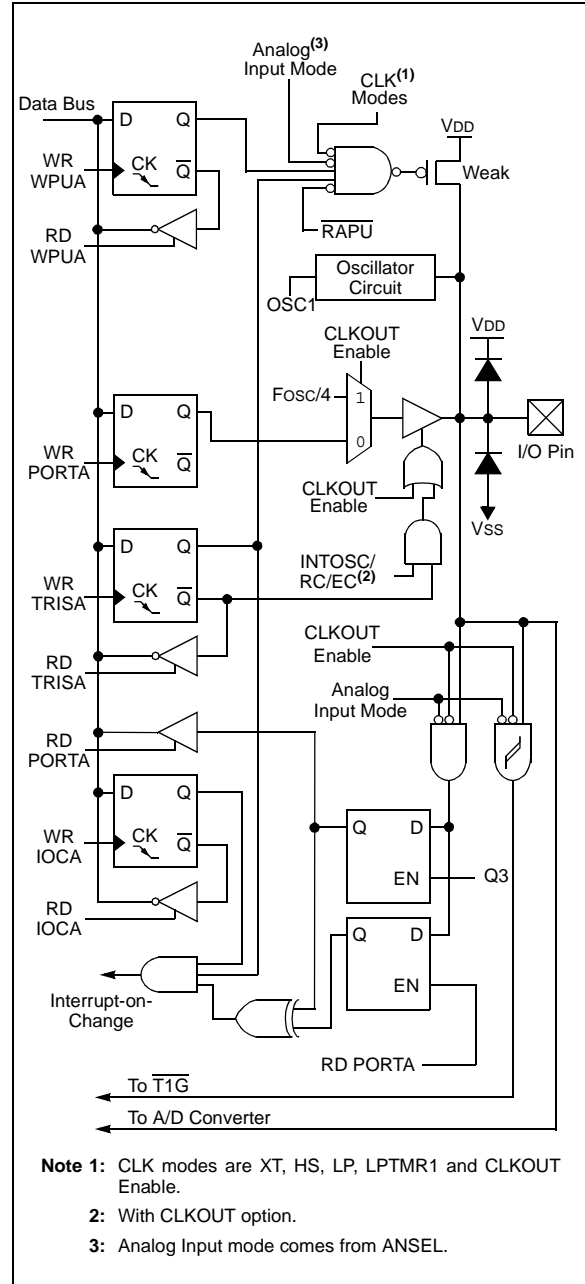 Analog(3)
Input Mode
CLK(1)
Modes
Data Bus
D Q
VDD
WR
WPUA
CK
Q
Weak
RD
WPUA
RAPU
Oscillator
Circuit
OSC1
CLKOUT
Enable
VDD
FOSC/4
1
D Q
0
I/O Pin
WR
PORTA
CK
Q
CLKOUT
Enable
VSS
D Q
INTOSC/
RC/EC(2)
WR
TRISA
CK
Q
RD
TRISA
CLKOUT
Enable
Analog
Input Mode
RD
PORTA
D Q
WR
IOCA
CK
Q
Q D
EN
Q3
RD
IOCA
Q D
EN
Interrupt-on-
Change
RD PORTA
To T1G
To A/D Converter
Note 1: CLK modes are XT, HS, LP, LPTMR1 and CLKOUT
Enable.
2: With CLKOUT option.
3: Analog Input mode comes from ANSEL.